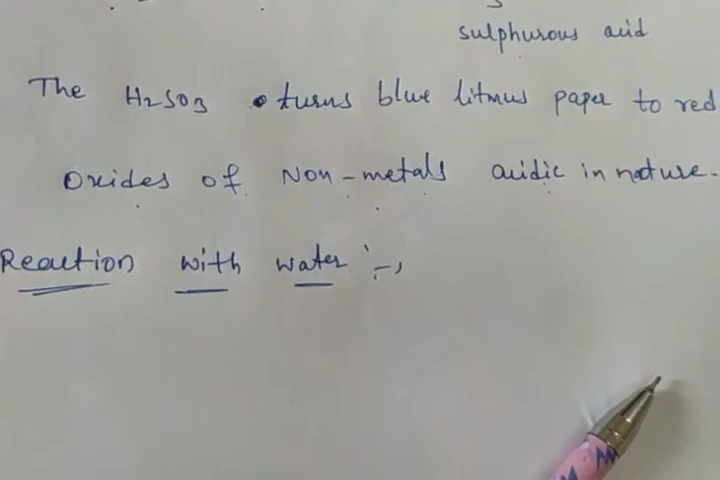 sulphurous acid
The H2SO3 turns blue litmus paper to red
Oxides of Non-metals acidic in nature.
Reaction with water :-,